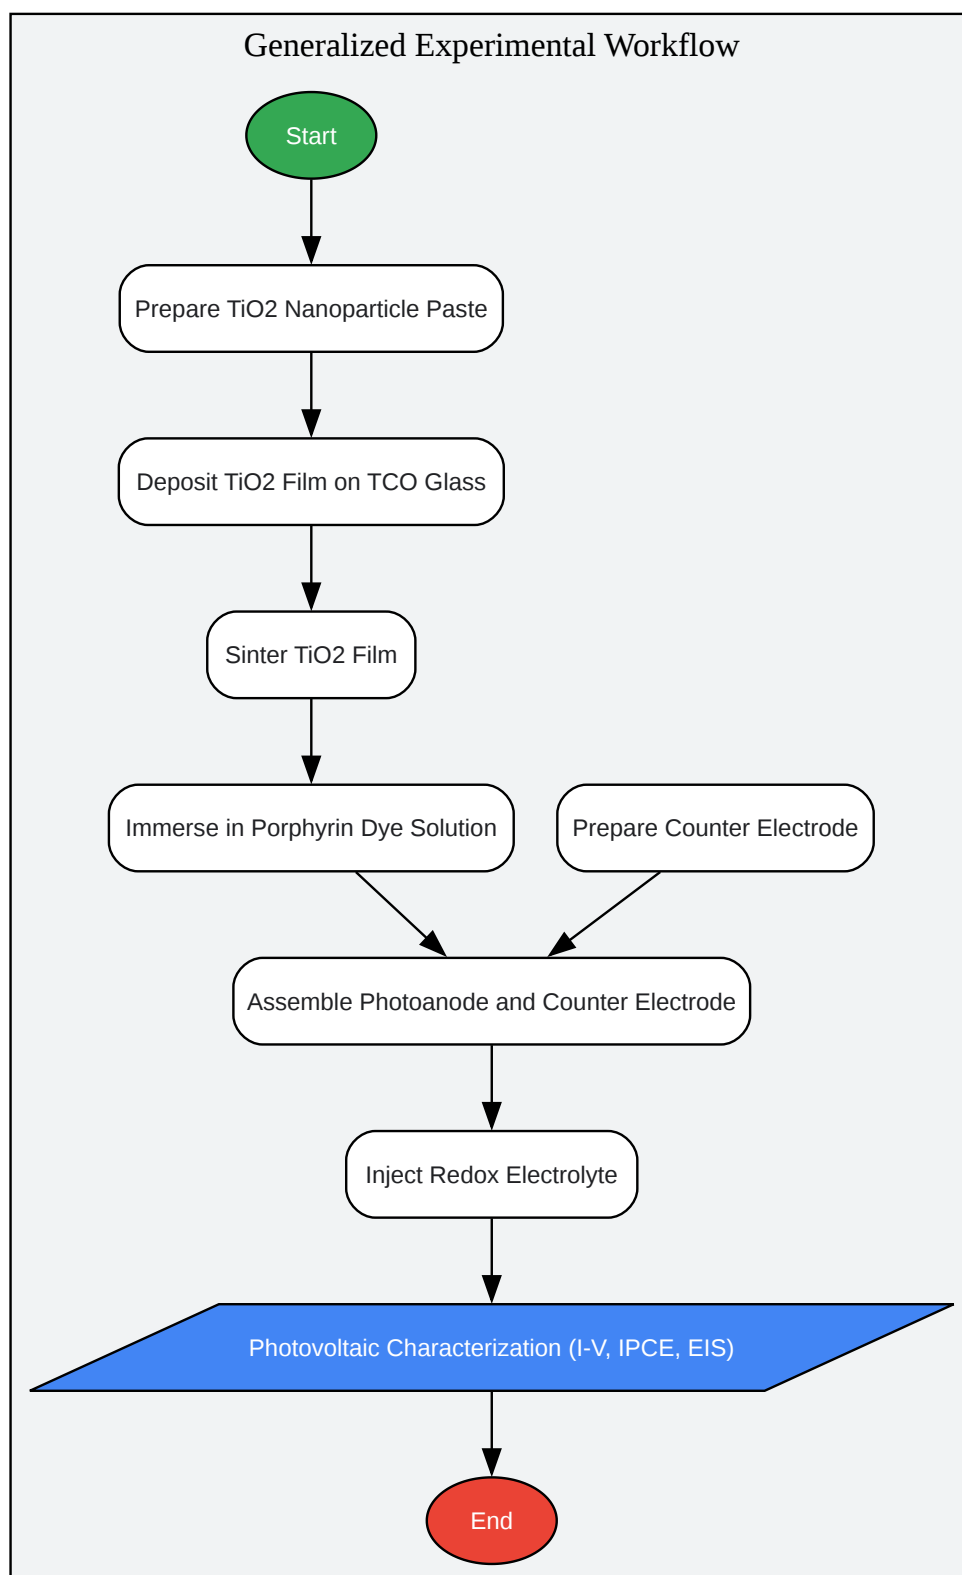 Generalized Experimental Workflow
Start
Prepare TiO2 Nanoparticle Paste
Deposit TiO2 Film on TCO Glass
Sinter TiO2 Film
Immerse in Porphyrin Dye Solution
Prepare Counter Electrode
Assemble Photoanode and Counter Electrode
Inject Redox Electrolyte
Photovoltaic Characterization (I-V, IPCE, EIS)
End